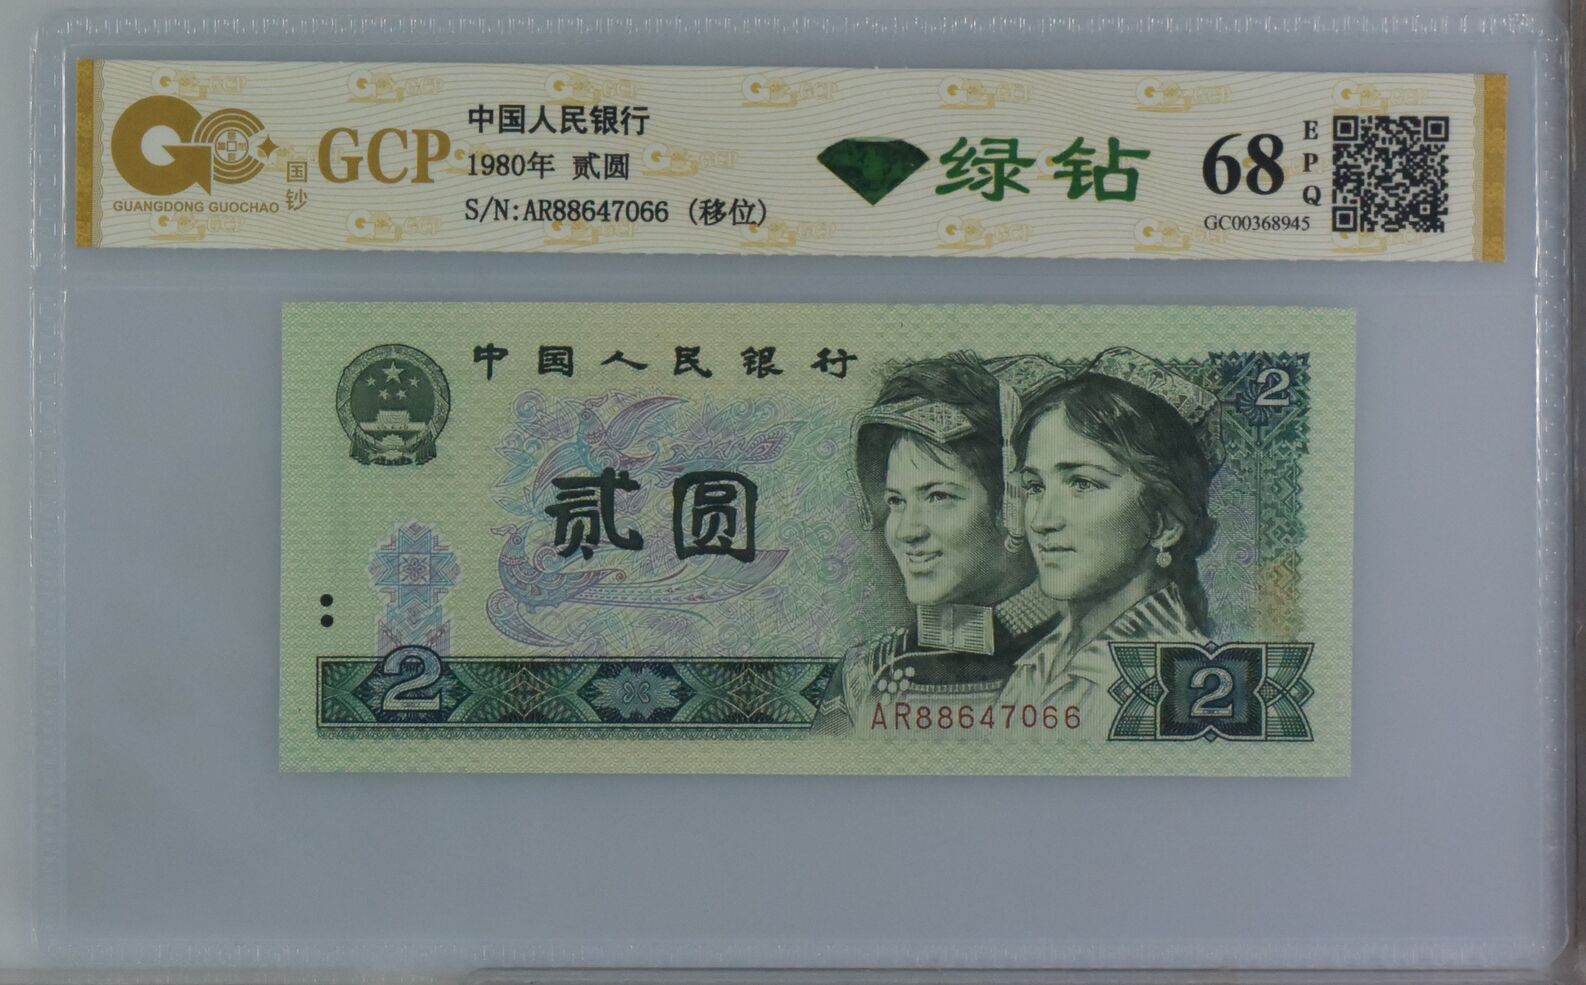 GCP
国钞
GUANGDONG GUOCHAO
中国人民银行
1980年 贰圆
S/N:AR88647066 (移位)
绿钻
68
EPQ
GC00368945
中国人民银行
2
贰圆
2
AR88647066
2